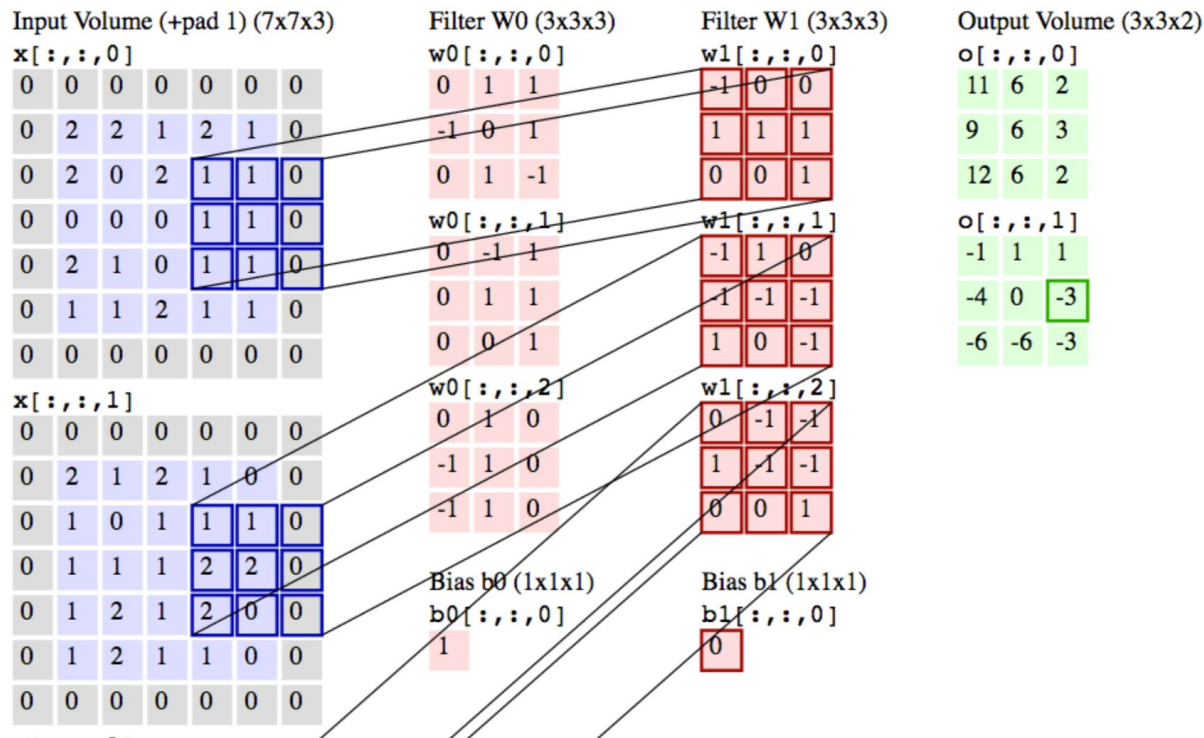 Input Volume (+pad 1) (7x7x3)
x[:,:,0]
0 0 0 0 0 0 0
0 2 2 1 2 1 0
0 2 0 2 1 1 0
0 0 0 0 1 1 0
0 2 1 0 1 1 0
0 1 1 2 1 1 0
0 0 0 0 0 0 0
x[:,:,1]
0 0 0 0 0 0 0
0 2 1 2 1 0 0
0 1 0 1 1 1 0
0 1 1 1 2 2 0
0 1 2 1 2 0 0
0 1 2 1 1 0 0
0 0 0 0 0 0 0
Filter W0 (3x3x3)
w0[:,:,0]
0 1 1
-1 0 1
0 1 -1
w0[:,:,1]
0 -1 1
0 1 1
0 0 1
w0[:,:,2]
0 1 0
-1 1 0
-1 1 0
Bias b0 (1x1x1)
b0[:,:,0]
1
Filter W1 (3x3x3)
w1[:,:,0]
-1 0 0
1 1 1
0 0 1
w1[:,:,1]
-1 1 0
-1 -1 -1
1 0 -1
w1[:,:,2]
0 -1 -1
1 -1 -1
0 0 1
Bias b1 (1x1x1)
b1[:,:,0]
0
Output Volume (3x3x2)
o[:,:,0]
11 6 2
9 6 3
12 6 2
o[:,:,1]
-1 1 1
-4 0 -3
-6 -6 -3